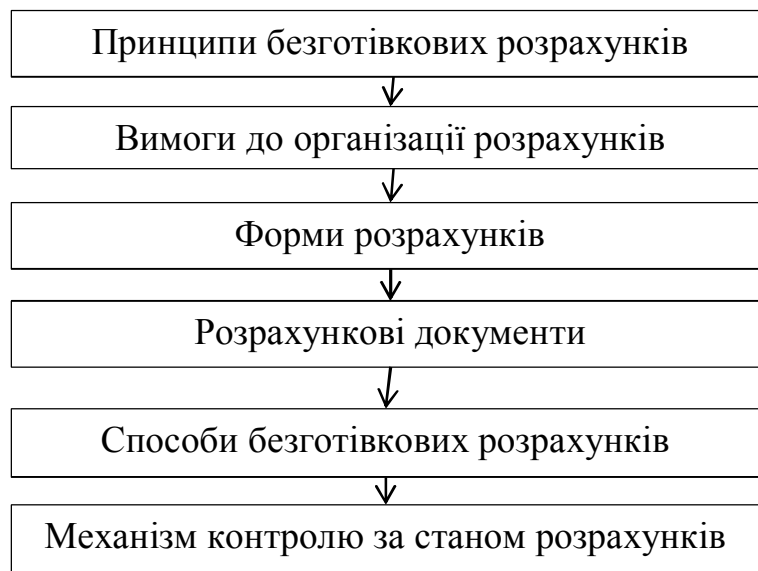 Принципи безготівкових розрахунків
Вимоги до організації розрахунків
Форми розрахунків
Розрахункові документи
Способи безготівкових розрахунків
Механізм контролю за станом розрахунків